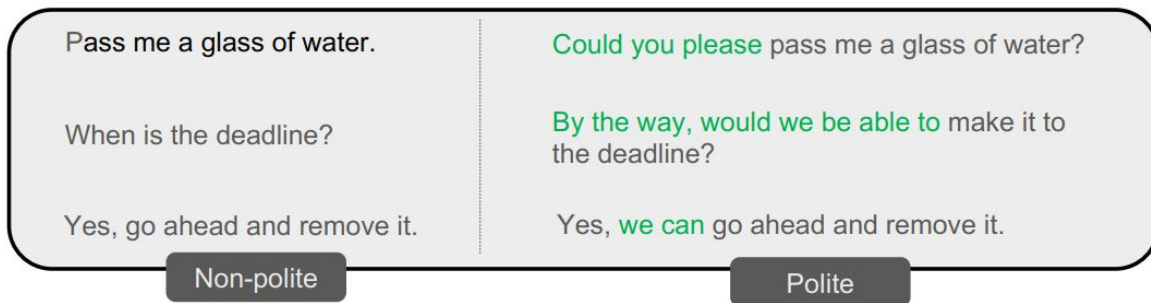 Pass me a glass of water.
Could you please pass me a glass of water?
When is the deadline?
By the way, would we be able to make it to
the deadline?
Yes, go ahead and remove it.
Yes, we can go ahead and remove it.
Non-polite
Polite